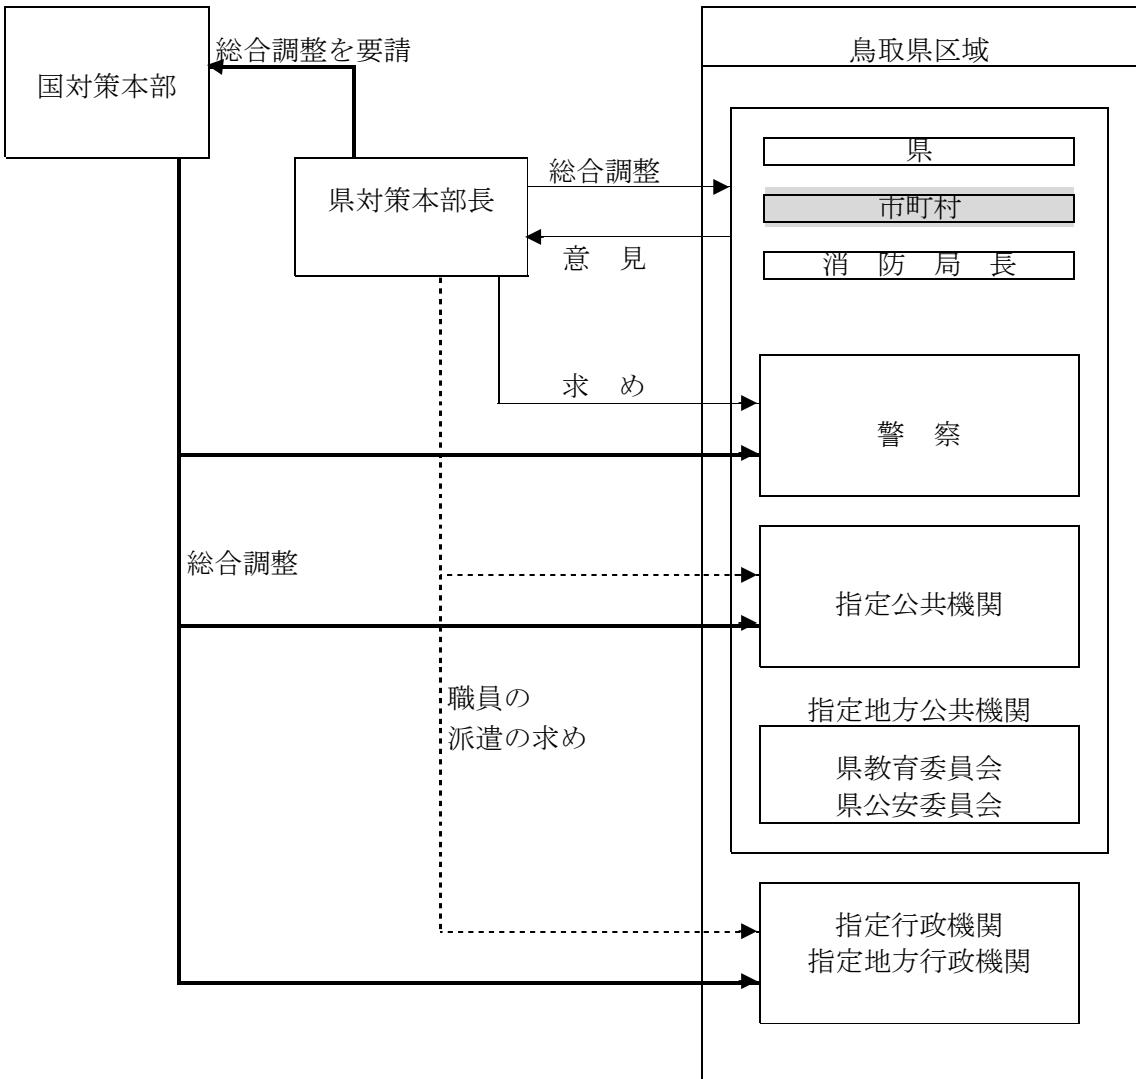 総合調整を要請
鳥取県区域
国対策本部
県
総合調整
県対策本部長
市町村
意　見
消　防　局　長
求　め
警　察
総合調整
指定公共機関
職員の
派遣の求め
指定地方公共機関
県教育委員会
県公安委員会
指定行政機関
指定地方行政機関